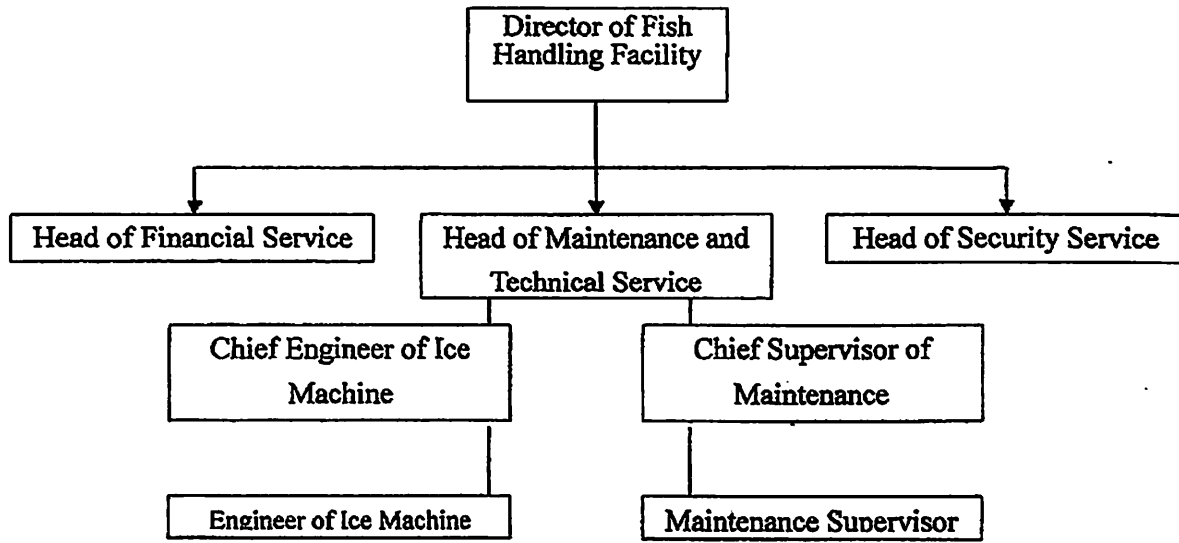 Director of Fish
Handling Facility
Head of Financial Service
Head of Maintenance and
Technical Service
Head of Security Service
Chief Engineer of Ice
Machine
Chief Supervisor of
Maintenance
Engineer of Ice Machine
Maintenance Supervisor